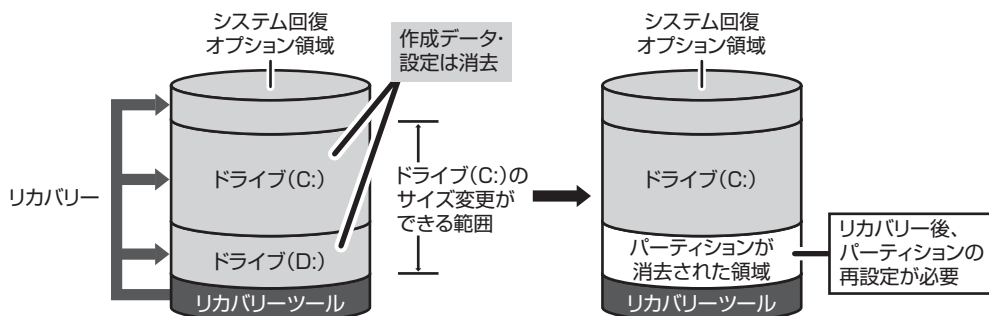 システム回復
オプション領域
作成データ・
設定は消去
リカバリー
ドライブ(C:)
ドライブ(C:)の
サイズ変更が
できる範囲
ドライブ(D:)
リカバリーツール
システム回復
オプション領域
ドライブ(C:)
パーティションが
消去された領域
リカバリーツール
リカバリー後、
パーティションの
再設定が必要